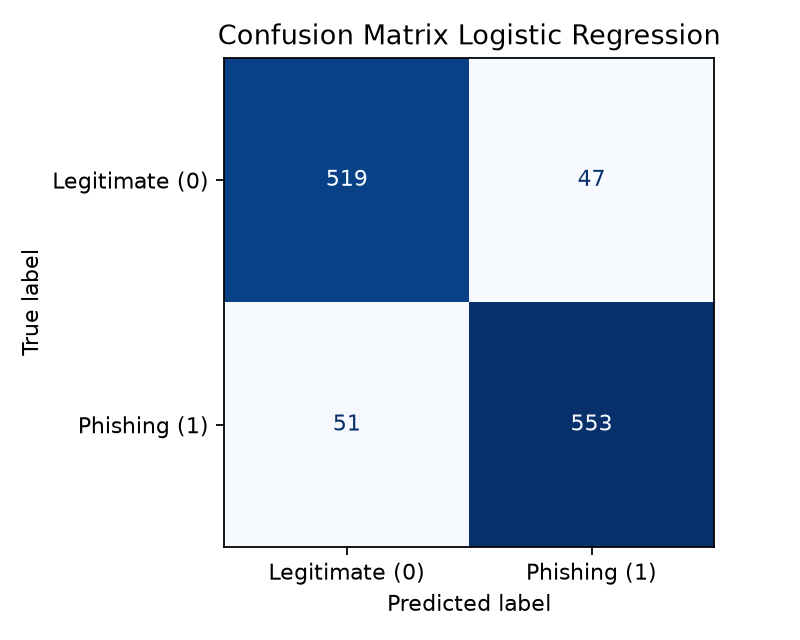 Confusion Matrix Logistic Regression
Legitimate (0)
519
47
True label
Phishing (1)
51
553
Legitimate (0)
Phishing (1)
Predicted label